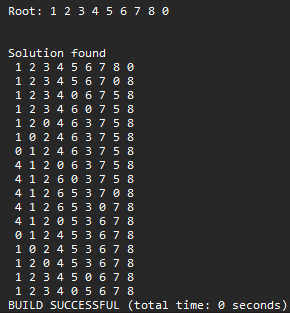 Root: 1 2 3 4 5 6 7 8 0
Solution found
1 2 3 4 5 6 7 8 0
1 2 3 4 5 6 7 0 8
1 2 3 4 0 6 7 5 8
1 2 3 4 6 0 7 5 8
1 2 0 4 6 3 7 5 8
1 0 2 4 6 3 7 5 8
0 1 2 4 6 3 7 5 8
4 1 2 0 6 3 7 5 8
4 1 2 6 0 3 7 5 8
4 1 2 6 5 3 7 0 8
4 1 2 6 5 3 0 7 8
4 1 2 0 5 3 6 7 8
0 1 2 4 5 3 6 7 8
1 0 2 4 5 3 6 7 8
1 2 0 4 5 3 6 7 8
1 2 3 4 5 0 6 7 8
1 2 3 4 0 5 6 7 8
BUILD SUCCESSFUL (total time: 0 seconds)